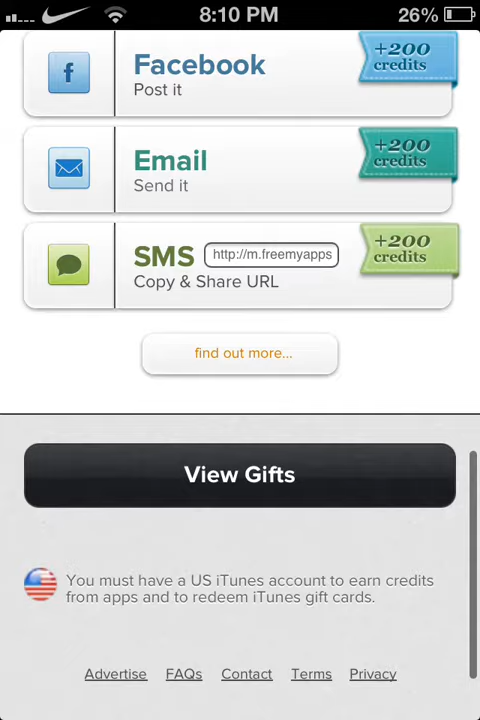 8:10 PM
26%
Facebook
Post it
+200
credits
Email
Send it
+200
credits
SMS
http://m.freemyapps
Copy & Share URL
+200
credits
find out more...
View Gifts
You must have a US iTunes account to earn credits
from apps and to redeem iTunes gift cards.
Advertise FAQs Contact Terms Privacy